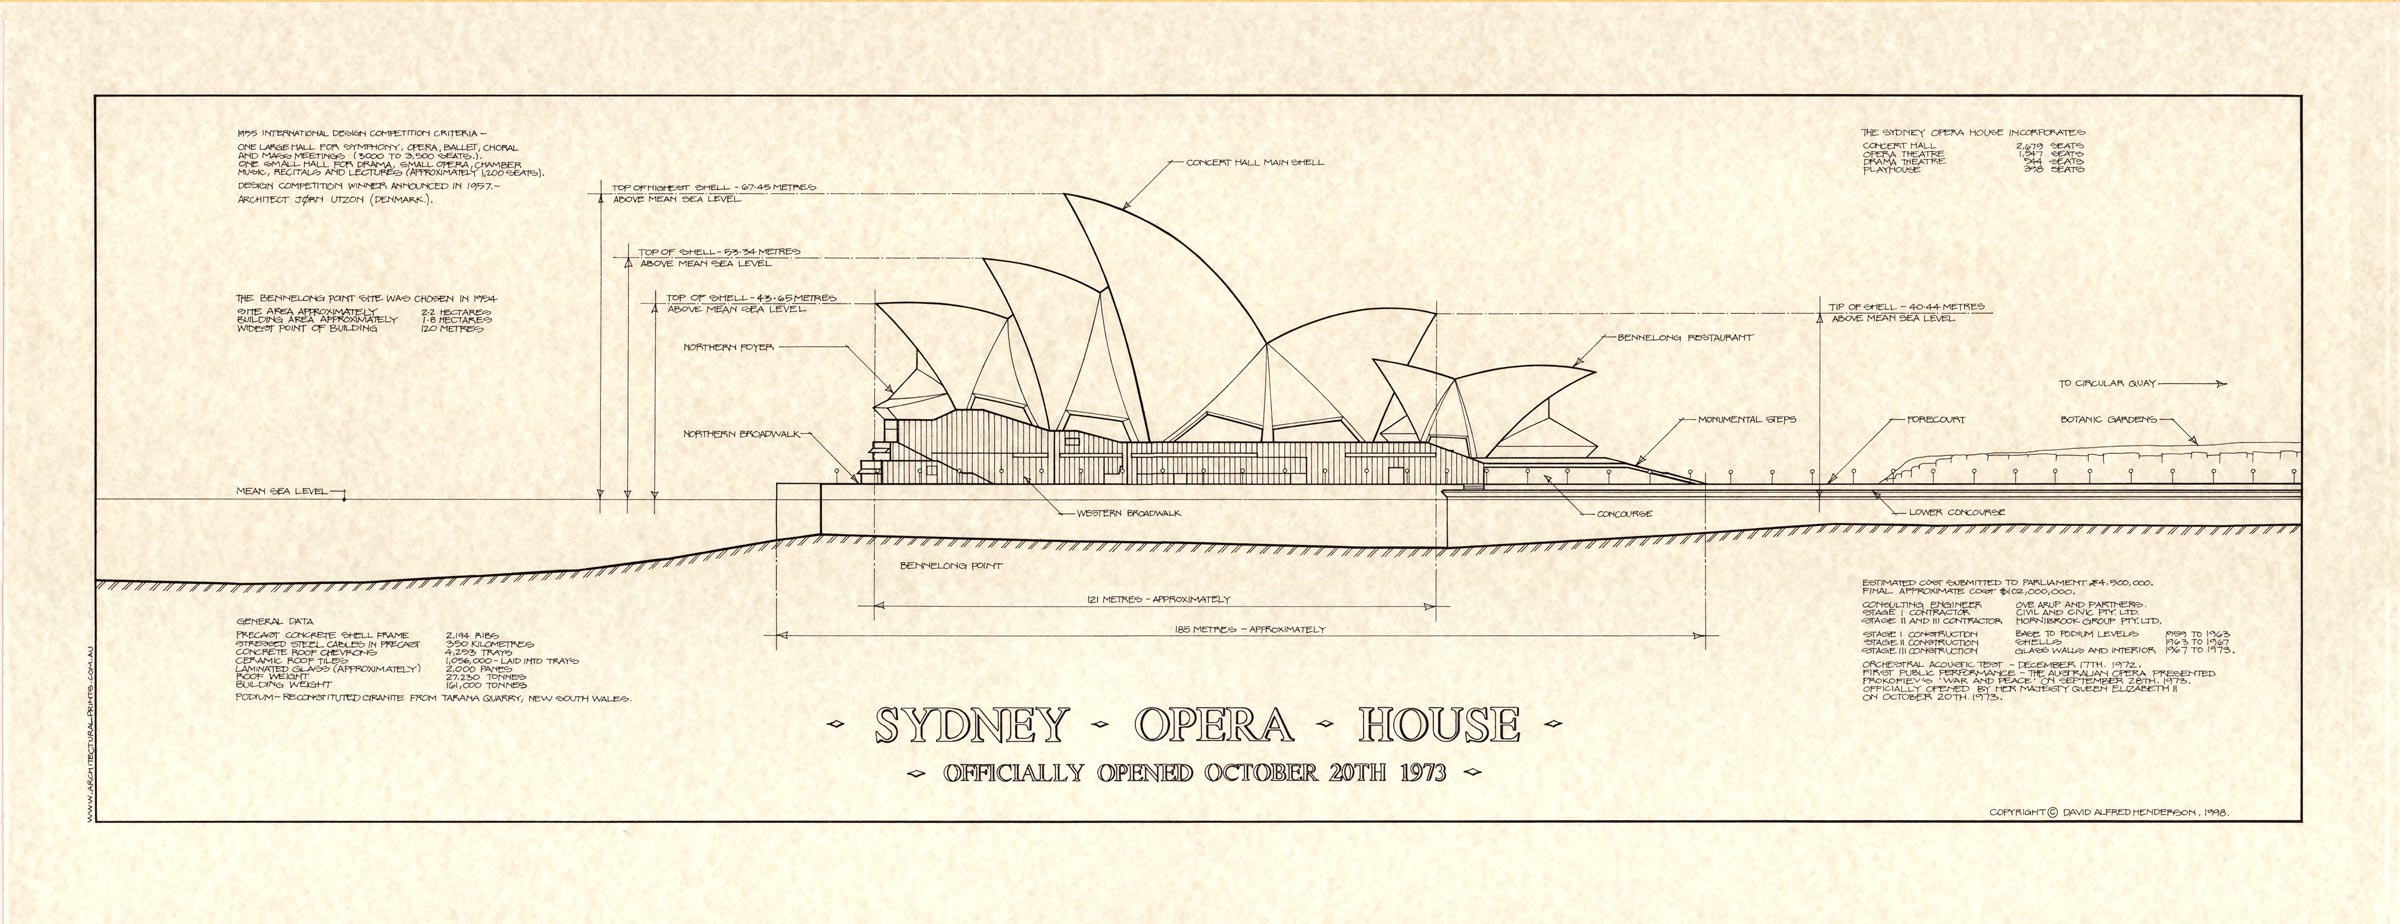 1955 INTERNATIONAL DESIGN COMPETITION CRITERIA -
ONE LARGE HALL FOR SYMPHONY, OPERA, BALLET, CHORAL
AND MASS MEETINGS (3000 TO 3,500 SEATS.).
ONE SMALL HALL FOR DRAMA, SMALL OPERA, CHAMBER
MUSIC, RECITALS AND LECTURES (APPROXIMATELY 1,200 SEATS).
DESIGN COMPETITION WINNER ANNOUNCED IN 1957.-
ARCHITECT JØRN UTZON (DENMARK.).
THE SYDNEY OPERA HOUSE INCORPORATES
CONCERT HALL 2,679 SEATS
OPERA THEATRE 1,547 SEATS
DRAMA THEATRE 544 SEATS
PLAYHOUSE 398 SEATS
CONCERT HALL MAIN SHELL
TOP OF HIGHEST SHELL - 67·45 METRES
ABOVE MEAN SEA LEVEL
TOP OF SHELL - 53·34 METRES
ABOVE MEAN SEA LEVEL
THE BENNELONG POINT SITE WAS CHOSEN IN 1954
SITE AREA APPROXIMATELY 2·2 HECTARES
BUILDING AREA APPROXIMATELY 1·8 HECTARES
WIDEST POINT OF BUILDING 120 METRES
TOP OF SHELL - 43·65 METRES
ABOVE MEAN SEA LEVEL
TIP OF SHELL - 40·44 METRES
ABOVE MEAN SEA LEVEL
NORTHERN FOYER
BENNELONG RESTAURANT
TO CIRCULAR QUAY
NORTHERN BROADWALK
MONUMENTAL STEPS
FORECOURT
BOTANIC GARDENS
MEAN SEA LEVEL
WESTERN BROADWALK
CONCOURSE
LOWER CONCOURSE
BENNELONG POINT
121 METRES - APPROXIMATELY
185 METRES - APPROXIMATELY
GENERAL DATA
PRECAST CONCRETE SHELL FRAME 2,194 RIBS
STRESSED STEEL CABLES IN PRECAST 350 KILOMETRES
CONCRETE ROOF CHEVRONS 4,253 TRAYS
CERAMIC ROOF TILES 1,056,000 - LAID INTO TRAYS
LAMINATED GLASS (APPROXIMATELY) 2,000 PANES
ROOF WEIGHT 27.230 TONNES
BUILDING WEIGHT 161,000 TONNES
PODIUM - RECONSTITUTED GRANITE FROM TARANA QUARRY, NEW SOUTH WALES.
ESTIMATED COST SUBMITTED TO PARLIAMENT £4,500,000.
FINAL APPROXIMATE COST $102,000,000.
CONSULTING ENGINEER OVE ARUP AND PARTNERS.
STAGE I CONTRACTOR CIVIL AND CIVIC PTY. LTD.
STAGE II AND III CONTRACTOR HORNIBROOK GROUP PTY. LTD.
STAGE I CONSTRUCTION BASE TO PODIUM LEVELS 1959 TO 1963
STAGE II CONSTRUCTION SHELLS 1963 TO 1967
STAGE III CONSTRUCTION GLASS WALLS AND INTERIOR 1967 TO 1973.
ORCHESTRAL ACOUSTIC TEST - DECEMBER 17TH. 1972.
FIRST PUBLIC PERFORMANCE - THE AUSTRALIAN OPERA PRESENTED
PROKOFIEV'S 'WAR AND PEACE' ON SEPTEMBER 28TH. 1973.
OFFICIALLY OPENED BY HER MAJESTY QUEEN ELIZABETH II
ON OCTOBER 20TH. 1973.
SYDNEY - OPERA - HOUSE
OFFICIALLY OPENED OCTOBER 20TH 1973
WWW.ARCHITECTURAL-PRINTS.COM.AU
COPYRIGHT © DAVID ALFRED HENDERSON, 1998.